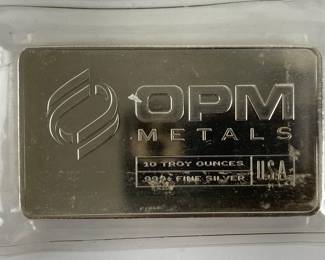 OPM
METALS
10 TROY OUNCES
.999+ FINE SILVER
U.S.A.